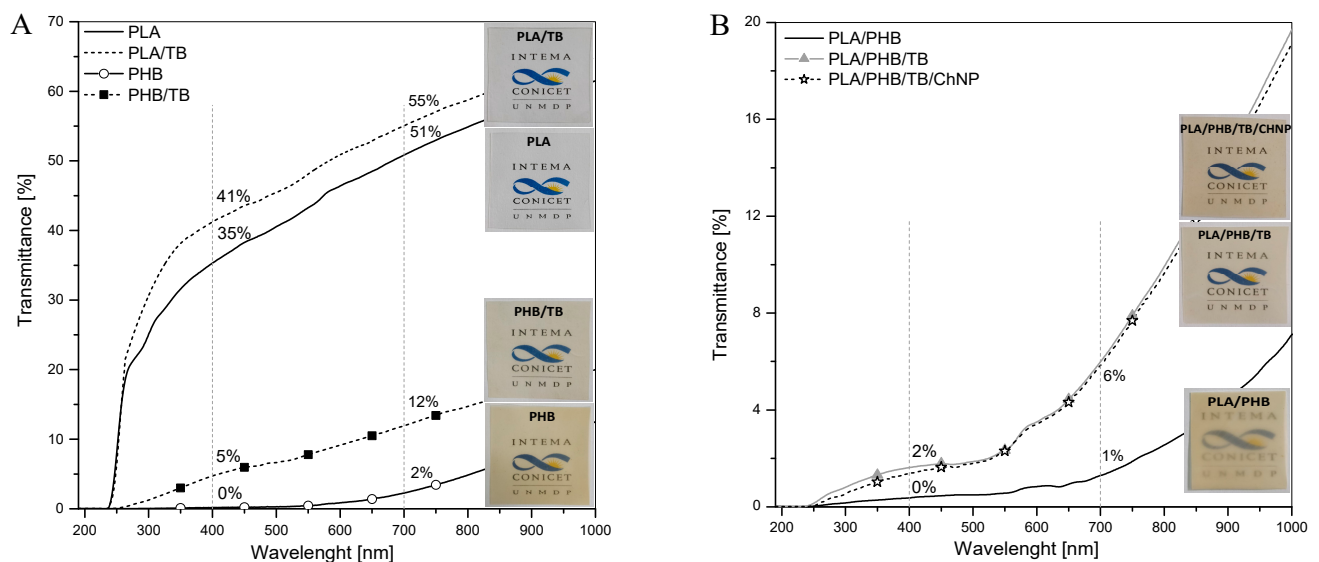 A
Transmittance [%]
70
60
50
40
30
20
10
0
200
300
400
500
600
700
800
900
1000
Wavelenght [nm]
PLA
PLA/TB
PHB
PHB/TB
41%
35%
55%
51%
5%
0%
12%
2%
PLA/TB
INTEMA
CONICET
UNMDP
PLA
INTEMA
CONICET
UNMDP
PHB/TB
INTEMA
CONICET
UNMDP
PHB
INTEMA
CONICET
UNMDP
B
Transmittance [%]
20
16
12
8
4
0
200
300
400
500
600
700
800
900
1000
Wavelenght [nm]
PLA/PHB
PLA/PHB/TB
PLA/PHB/TB/ChNP
2%
0%
6%
1%
PLA/PHB/TB/CHNP
INTEMA
CONICET
UNMDP
PLA/PHB/TB
INTEMA
CONICET
UNMDP
PLA/PHB
INTEMA
CONICET
UNMDP